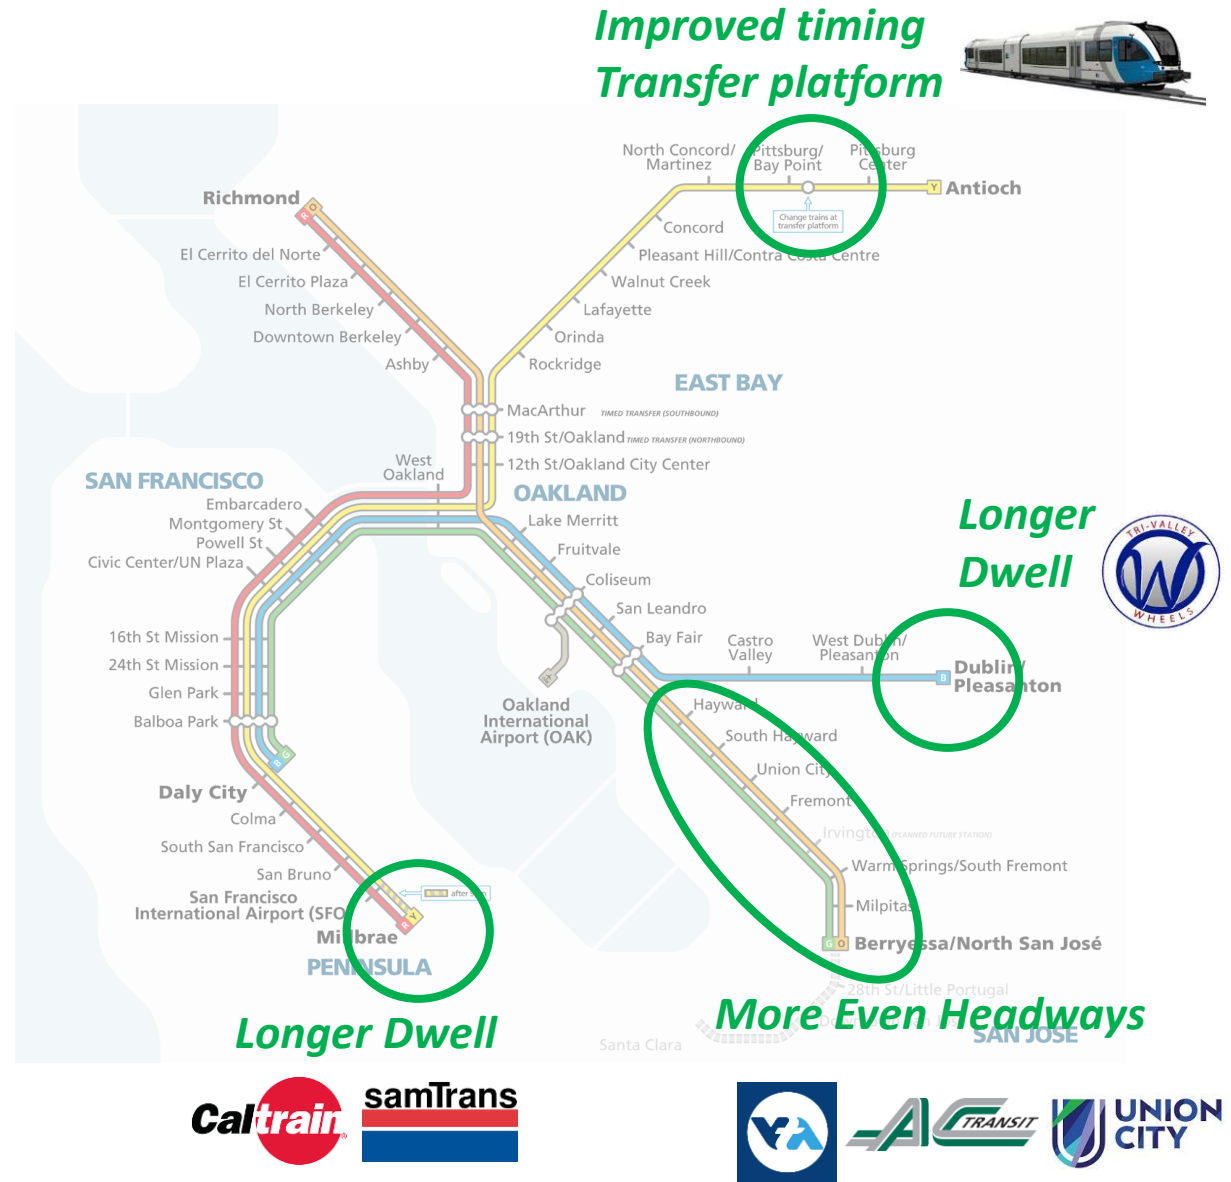 Improved timing
Transfer platform
North Concord/
Martinez
Pittsburg/
Bay Point
Pittsburg
Center
Y
Antioch
Change trains at
transfer platform
Richmond
R
O
Concord
El Cerrito del Norte
Pleasant Hill/Contra Costa Centre
El Cerrito Plaza
Walnut Creek
North Berkeley
Lafayette
Downtown Berkeley
Orinda
Ashby
Rockridge
EAST BAY
MacArthur
TIMED TRANSFER (SOUTHBOUND)
19th St/Oakland
TIMED TRANSFER (NORTHBOUND)
12th St/Oakland City Center
West
Oakland
SAN FRANCISCO
OAKLAND
Embarcadero
Montgomery St
Powell St
Civic Center/UN Plaza
Lake Merritt
Fruitvale
Coliseum
San Leandro
Bay Fair
Longer
Dwell
TRI-VALLEY
W
WHEELS
16th St Mission
24th St Mission
Glen Park
Balboa Park
Castro
Valley
West Dublin/
Pleasanton
B
Dublin/
Pleasanton
Oakland
International
Airport (OAK)
Hayward
South Hayward
Union City
Fremont
Irvington (PLANNED FUTURE STATION)
Warm Springs/South Fremont
Milpitas
G
O
Berryessa/North San José
28th St/Little Portugal
Santa Clara
SAN JOSE
B
G
Daly City
Colma
South San Francisco
San Bruno
San Francisco
International Airport (SFO
after 9pm
R
Y
Millbrae
PENINSULA
Longer Dwell
More Even Headways
Caltrain
samTrans
VTA
AC TRANSIT
UNION
CITY